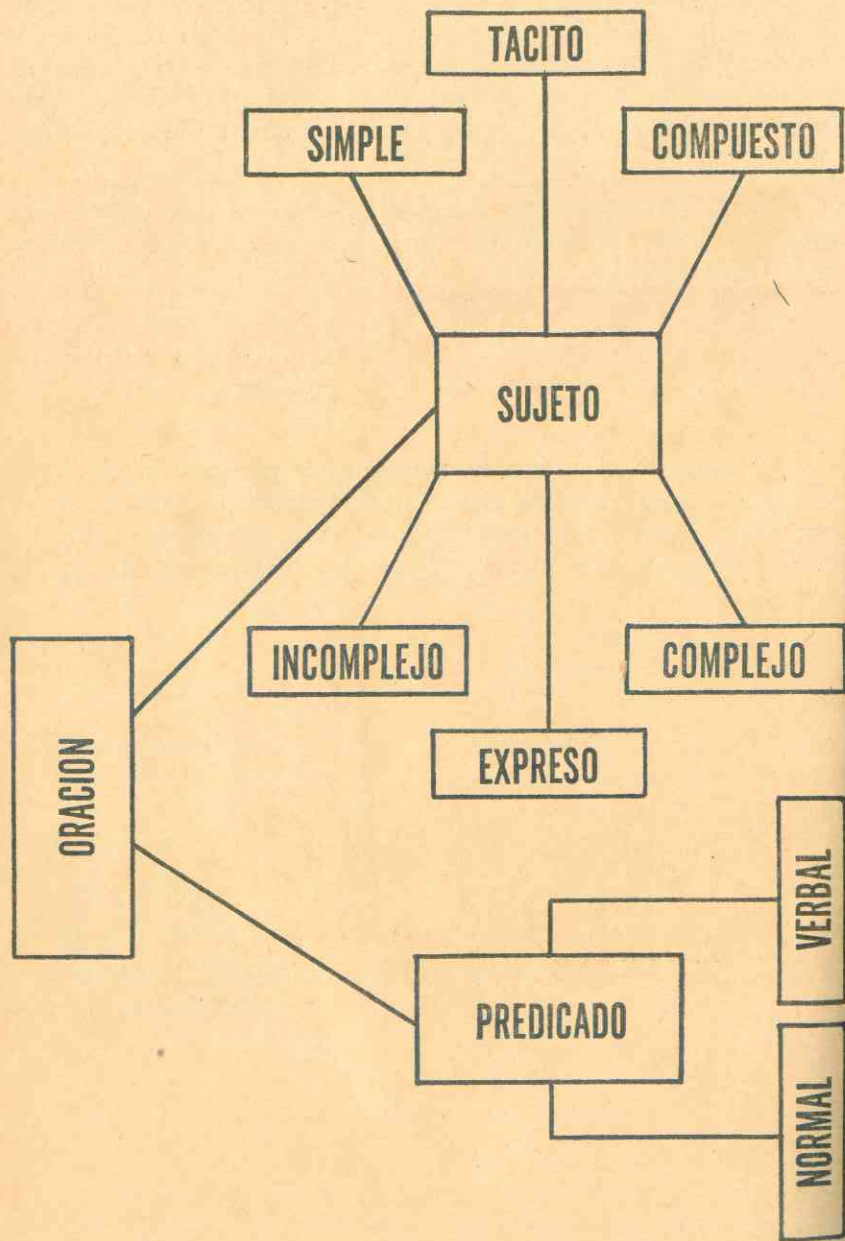 TACITO
SIMPLE
COMPUESTO
SUJETO
INCOMPLEJO
COMPLEJO
EXPRESO
ORACION
PREDICADO
VERBAL
NORMAL